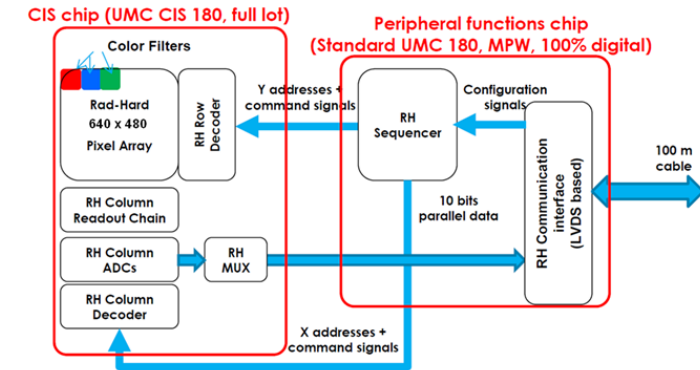 CIS chip (UMC CIS 180, full lot)
Peripheral functions chip
(Standard UMC 180, MPW, 100% digital)
Color Filters
Rad-Hard
640 x 480
Pixel Array
RH Row
Decoder
Y addresses +
command signals
RH
Sequencer
Configuration
signals
RH Communication
interface
(LVDS based)
100 m
cable
RH Column
Readout Chain
10 bits
parallel data
RH Column
ADCs
RH
MUX
RH Column
Decoder
X addresses +
command signals